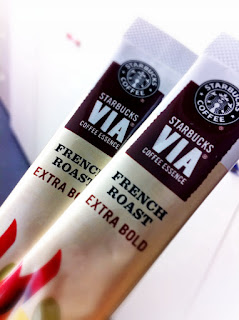 STARBUCKS
COFFEE
STARBUCKS
VIA
COFFEE ESSENCE
FRENCH
ROAST
EXTRA BO
STARBUCKS
COFFEE
STARBUCKS
VIA
COFFEE ESSENCE
FRENCH
ROAST
EXTRA BOLD